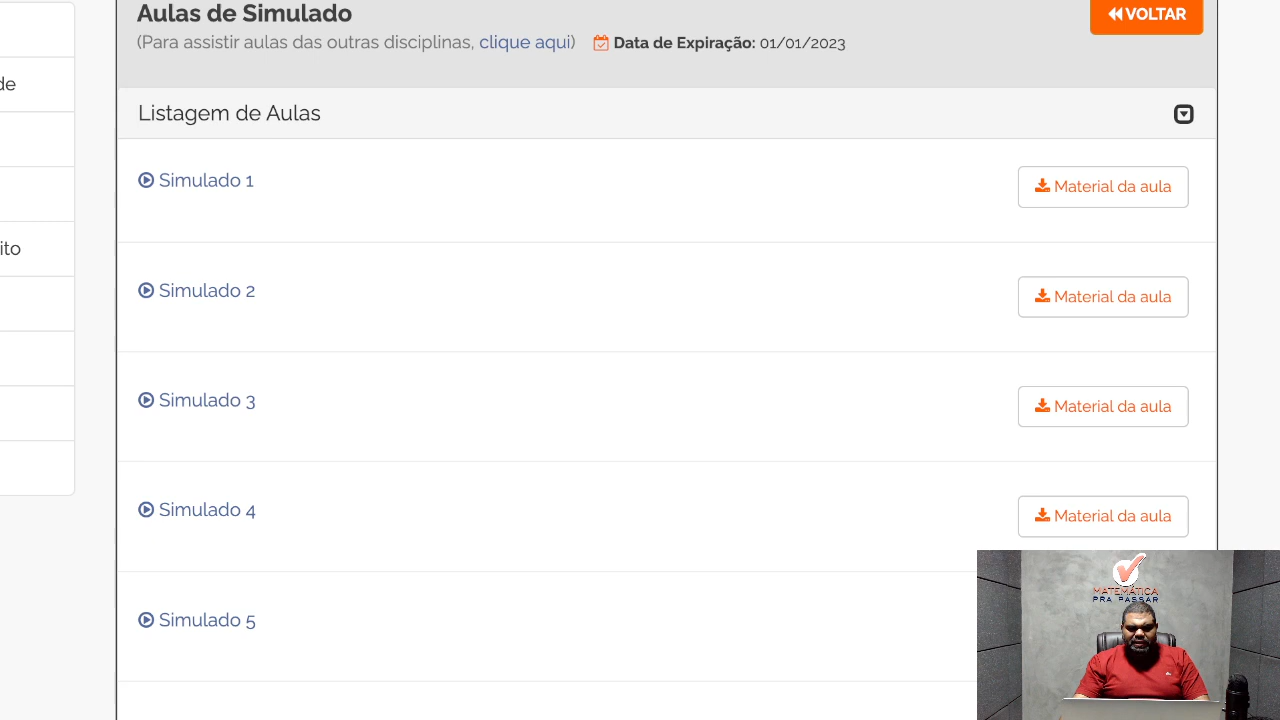 Aulas de Simulado
VOLTAR
(Para assistir aulas das outras disciplinas, clique aqui) Data de Expiração: 01/01/2023
de
Listagem de Aulas
Simulado 1
Material da aula
ito
Simulado 2
Material da aula
Simulado 3
Material da aula
Simulado 4
Material da aula
MATEMÁTICA
PRA PASSAR
Simulado 5